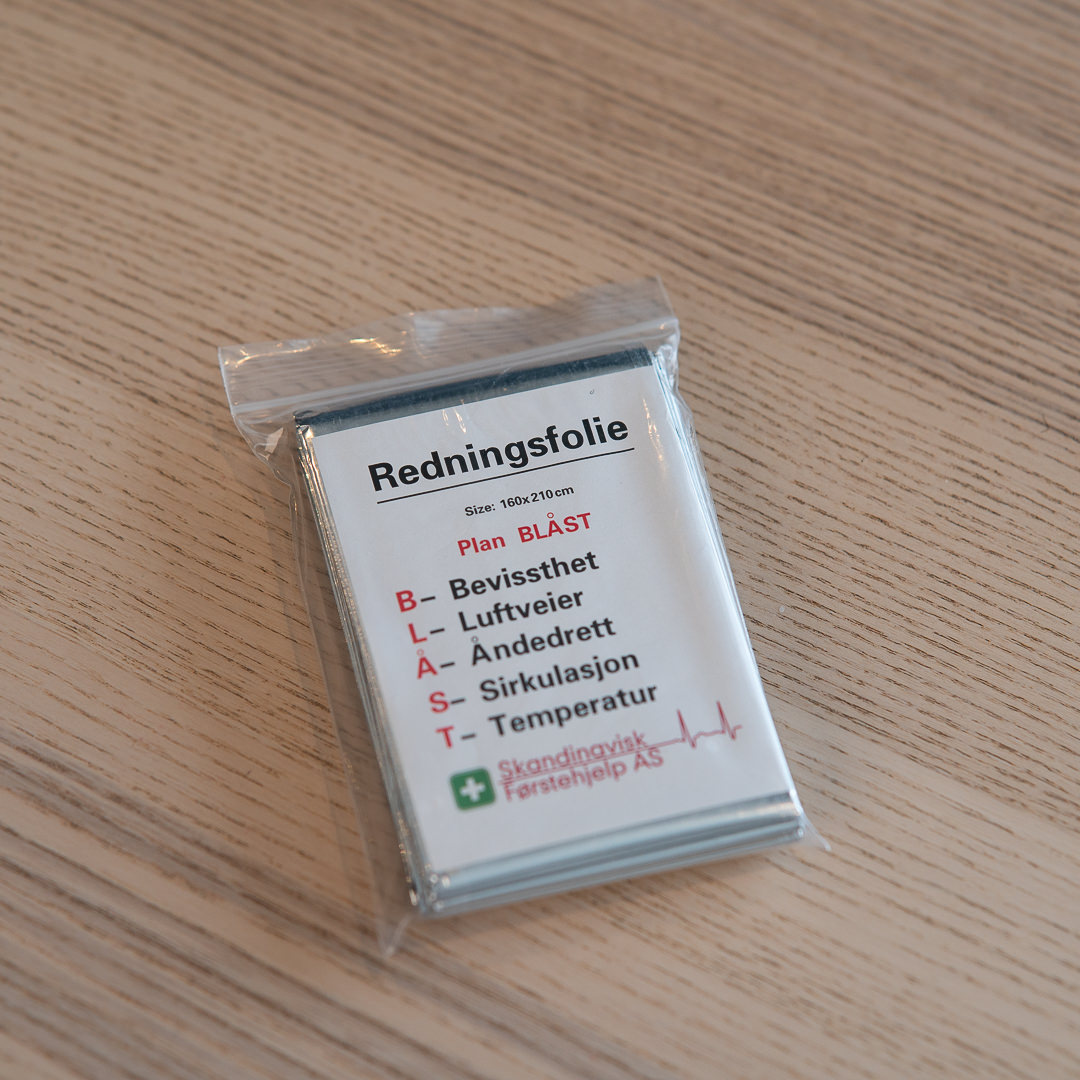 Redningsfolie
Size: 160x210cm
Plan BLÅST
B– Bevissthet
L– Luftveier
Å– Åndedrett
S– Sirkulasjon
T– Temperatur
Skandinavisk
Førstehjelp AS